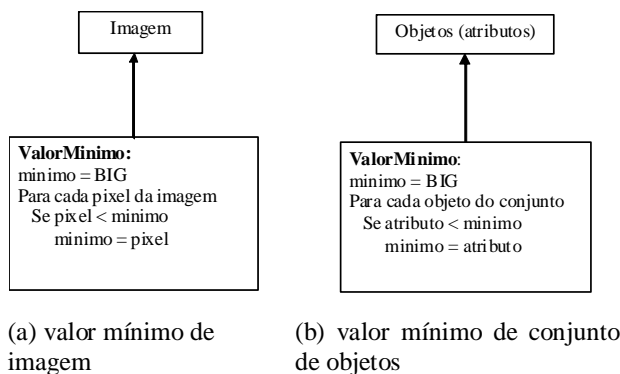 Imagem
ValorMinimo:
minimo = BIG
Para cada pixel da imagem
Se pixel < minimo
minimo = pixel
(a) valor mínimo de
imagem
Objetos (atributos)
ValorMinimo:
minimo = BIG
Para cada objeto do conjunto
Se atributo < minimo
minimo = atributo
(b) valor mínimo de conjunto
de objetos